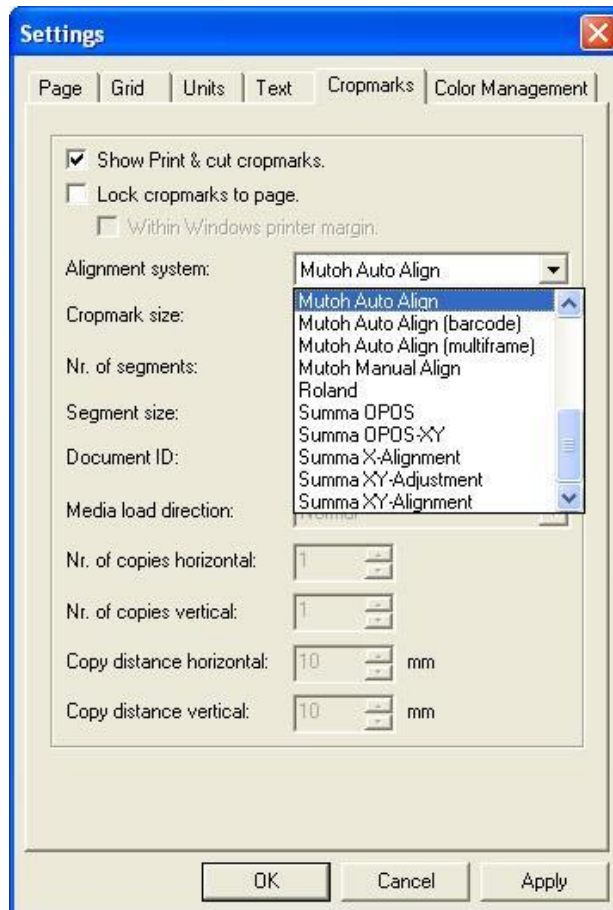 Settings
Page
Grid
Units
Text
Cropmarks
Color Management
Show Print & cut cropmarks.
Lock cropmarks to page.
Within Windows printer margin.
Alignment system:
Mutoh Auto Align
Mutoh Auto Align
Mutoh Auto Align (barcode)
Mutoh Auto Align (multiframe)
Mutoh Manual Align
Roland
Summa OPOS
Summa OPOS-XY
Summa X-Alignment
Summa XY-Adjustment
Summa XY-Alignment
Cropmark size:
Nr. of segments:
Segment size:
Document ID:
Media load direction:
Normal
Nr. of copies horizontal:
1
Nr. of copies vertical:
1
Copy distance horizontal:
10 mm
Copy distance vertical:
10 mm
OK
Cancel
Apply